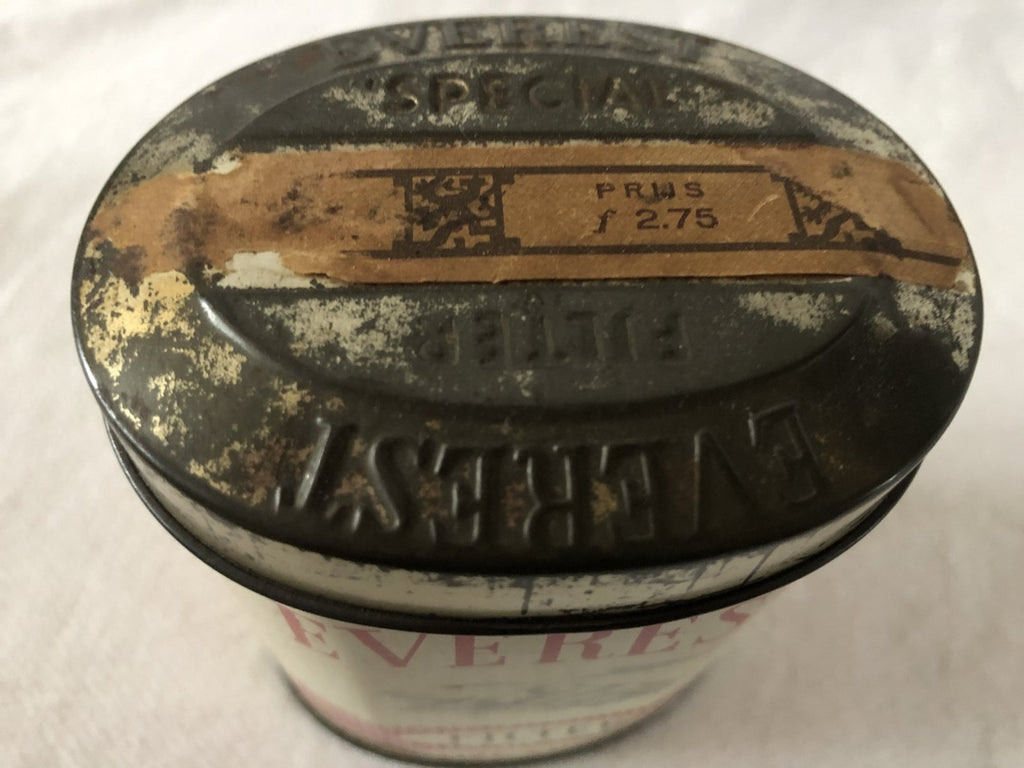 EVEREST
SPECIAL
PRIJS
ƒ 2.75
FILTER
EVEREST
EVERES